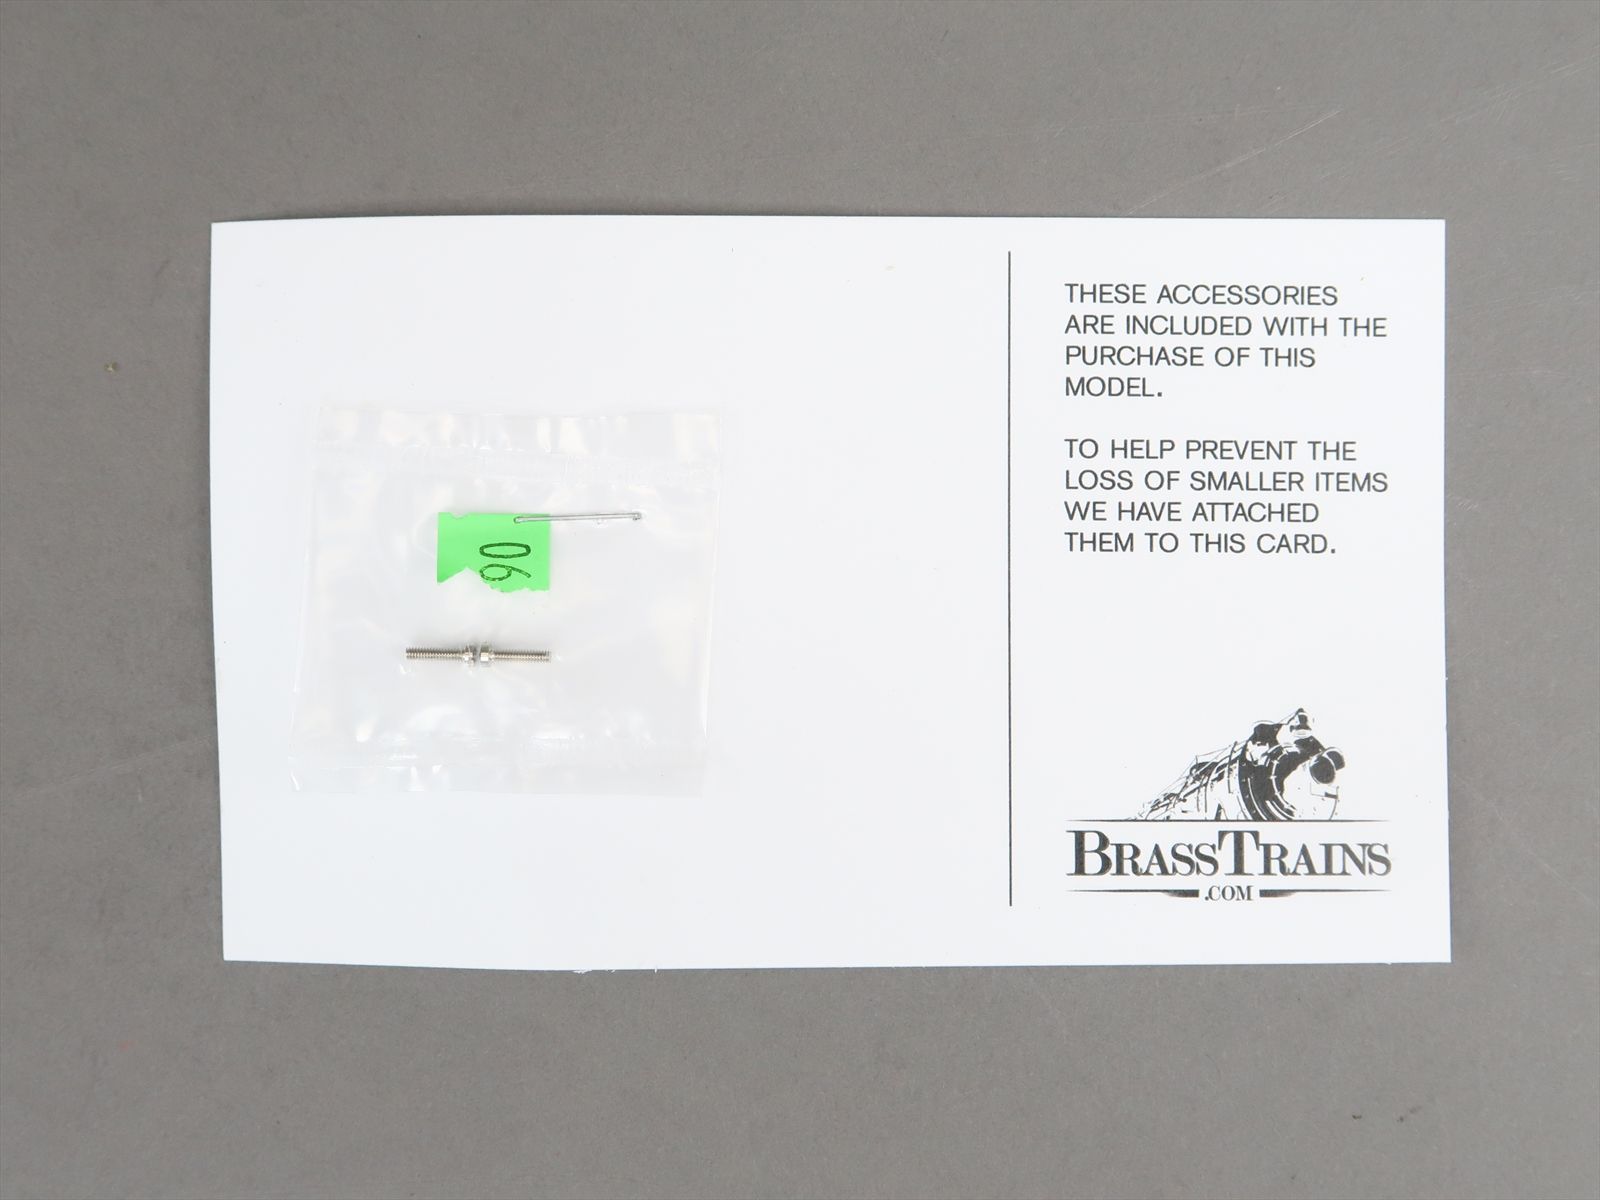 90
THESE ACCESSORIES
ARE INCLUDED WITH THE
PURCHASE OF THIS
MODEL.
TO HELP PREVENT THE
LOSS OF SMALLER ITEMS
WE HAVE ATTACHED
THEM TO THIS CARD.
BRASSTRAINS
.COM